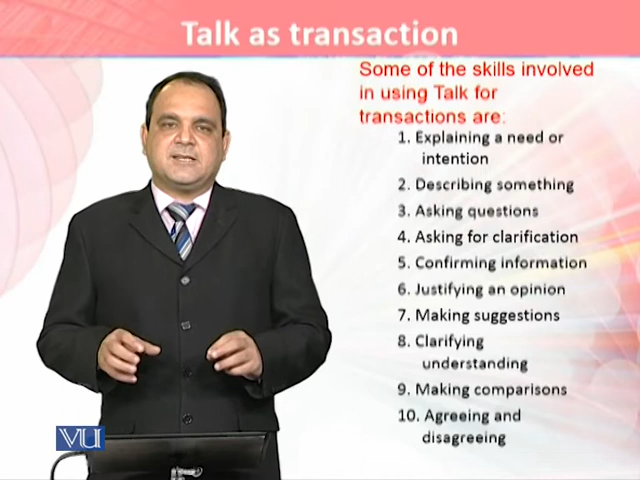 Talk as transaction
Some of the skills involved
in using Talk for
transactions are:
1. Explaining a need or
intention
2. Describing something
3. Asking questions
4. Asking for clarification
5. Confirming information
6. Justifying an opinion
7. Making suggestions
8. Clarifying
understanding
9. Making comparisons
10. Agreeing and
disagreeing
VU